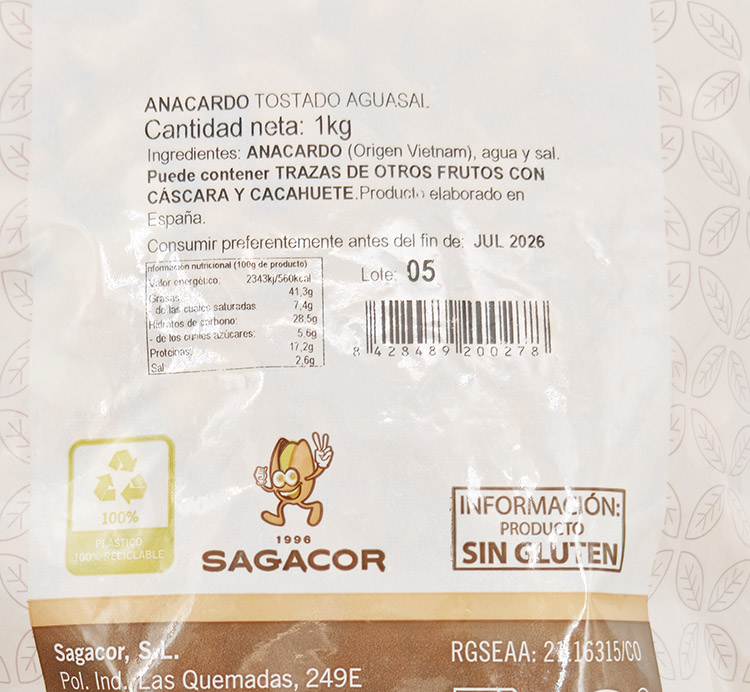 ANACARDO TOSTADO AGUASAL
Cantidad neta: 1kg
Ingredientes: ANACARDO (Origen Vietnam), agua y sal.
Puede contener TRAZAS DE OTROS FRUTOS CON
CÁSCARA Y CACAHUETE.Producto elaborado en
España.
Consumir preferentemente antes del fin de: JUL 2026
nformación nutricional (100g de producto)
Valor energético: 2343kj/560kcal
Grasas 41,3g
de las cuales saturadas 7,4g
Hidratos de carbono: 28,5g
- de los cuales azúcares: 5,6g
Proteínas: 17,2g
Sal 2,6g
Lote: 05
8 428489 200278
100%
PLÁSTICO
100% RECICLABLE
1996
SAGACOR
INFORMACIÓN:
PRODUCTO
SIN GLUTEN
Sagacor, S.L.
Pol. Ind. Las Quemadas, 249E
RGSEAA: 21.16315/CO